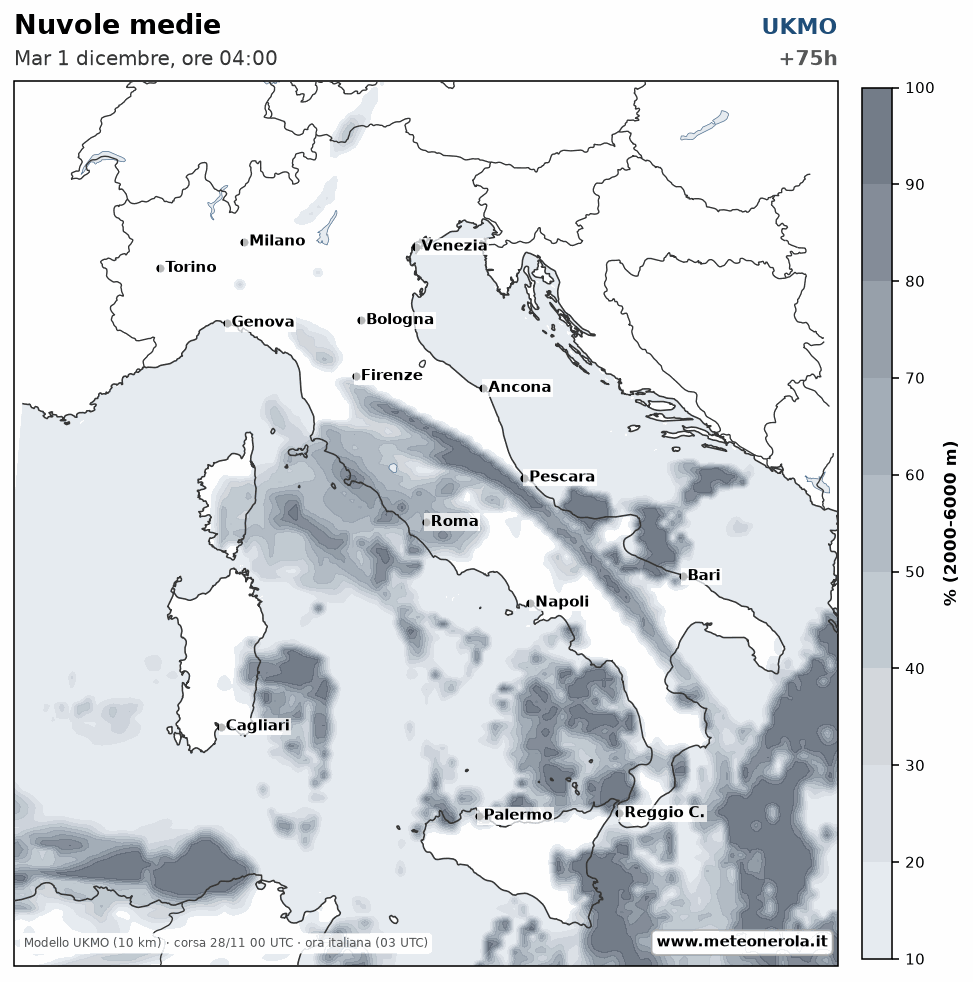 Nuvole medie
UKMO
Mar 1 dicembre, ore 04:00
+75h
100
90
80
70
60
50
40
30
20
10
% (2000-6000 m)
Milano
Venezia
Torino
Genova
Bologna
Firenze
Ancona
Pescara
Roma
Bari
Napoli
Cagliari
Palermo
Reggio C.
Modello UKMO (10 km) · corsa 28/11 00 UTC · ora italiana (03 UTC)
www.meteonerola.it